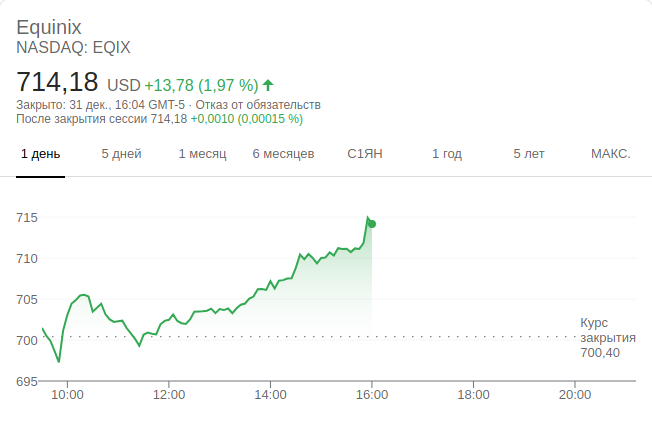 Equinix
NASDAQ: EQIX
714,18 USD +13,78 (1,97 %)
Закрыто: 31 дек., 16:04 GMT-5 · Отказ от обязательств
После закрытия сессии 714,18 +0,0010 (0,00015 %)
1 день 5 дней 1 месяц 6 месяцев С1ЯН 1 год 5 лет МАКС.
715
710
705
700
695
Курс
закрытия
700,40
10:00 12:00 14:00 16:00 18:00 20:00